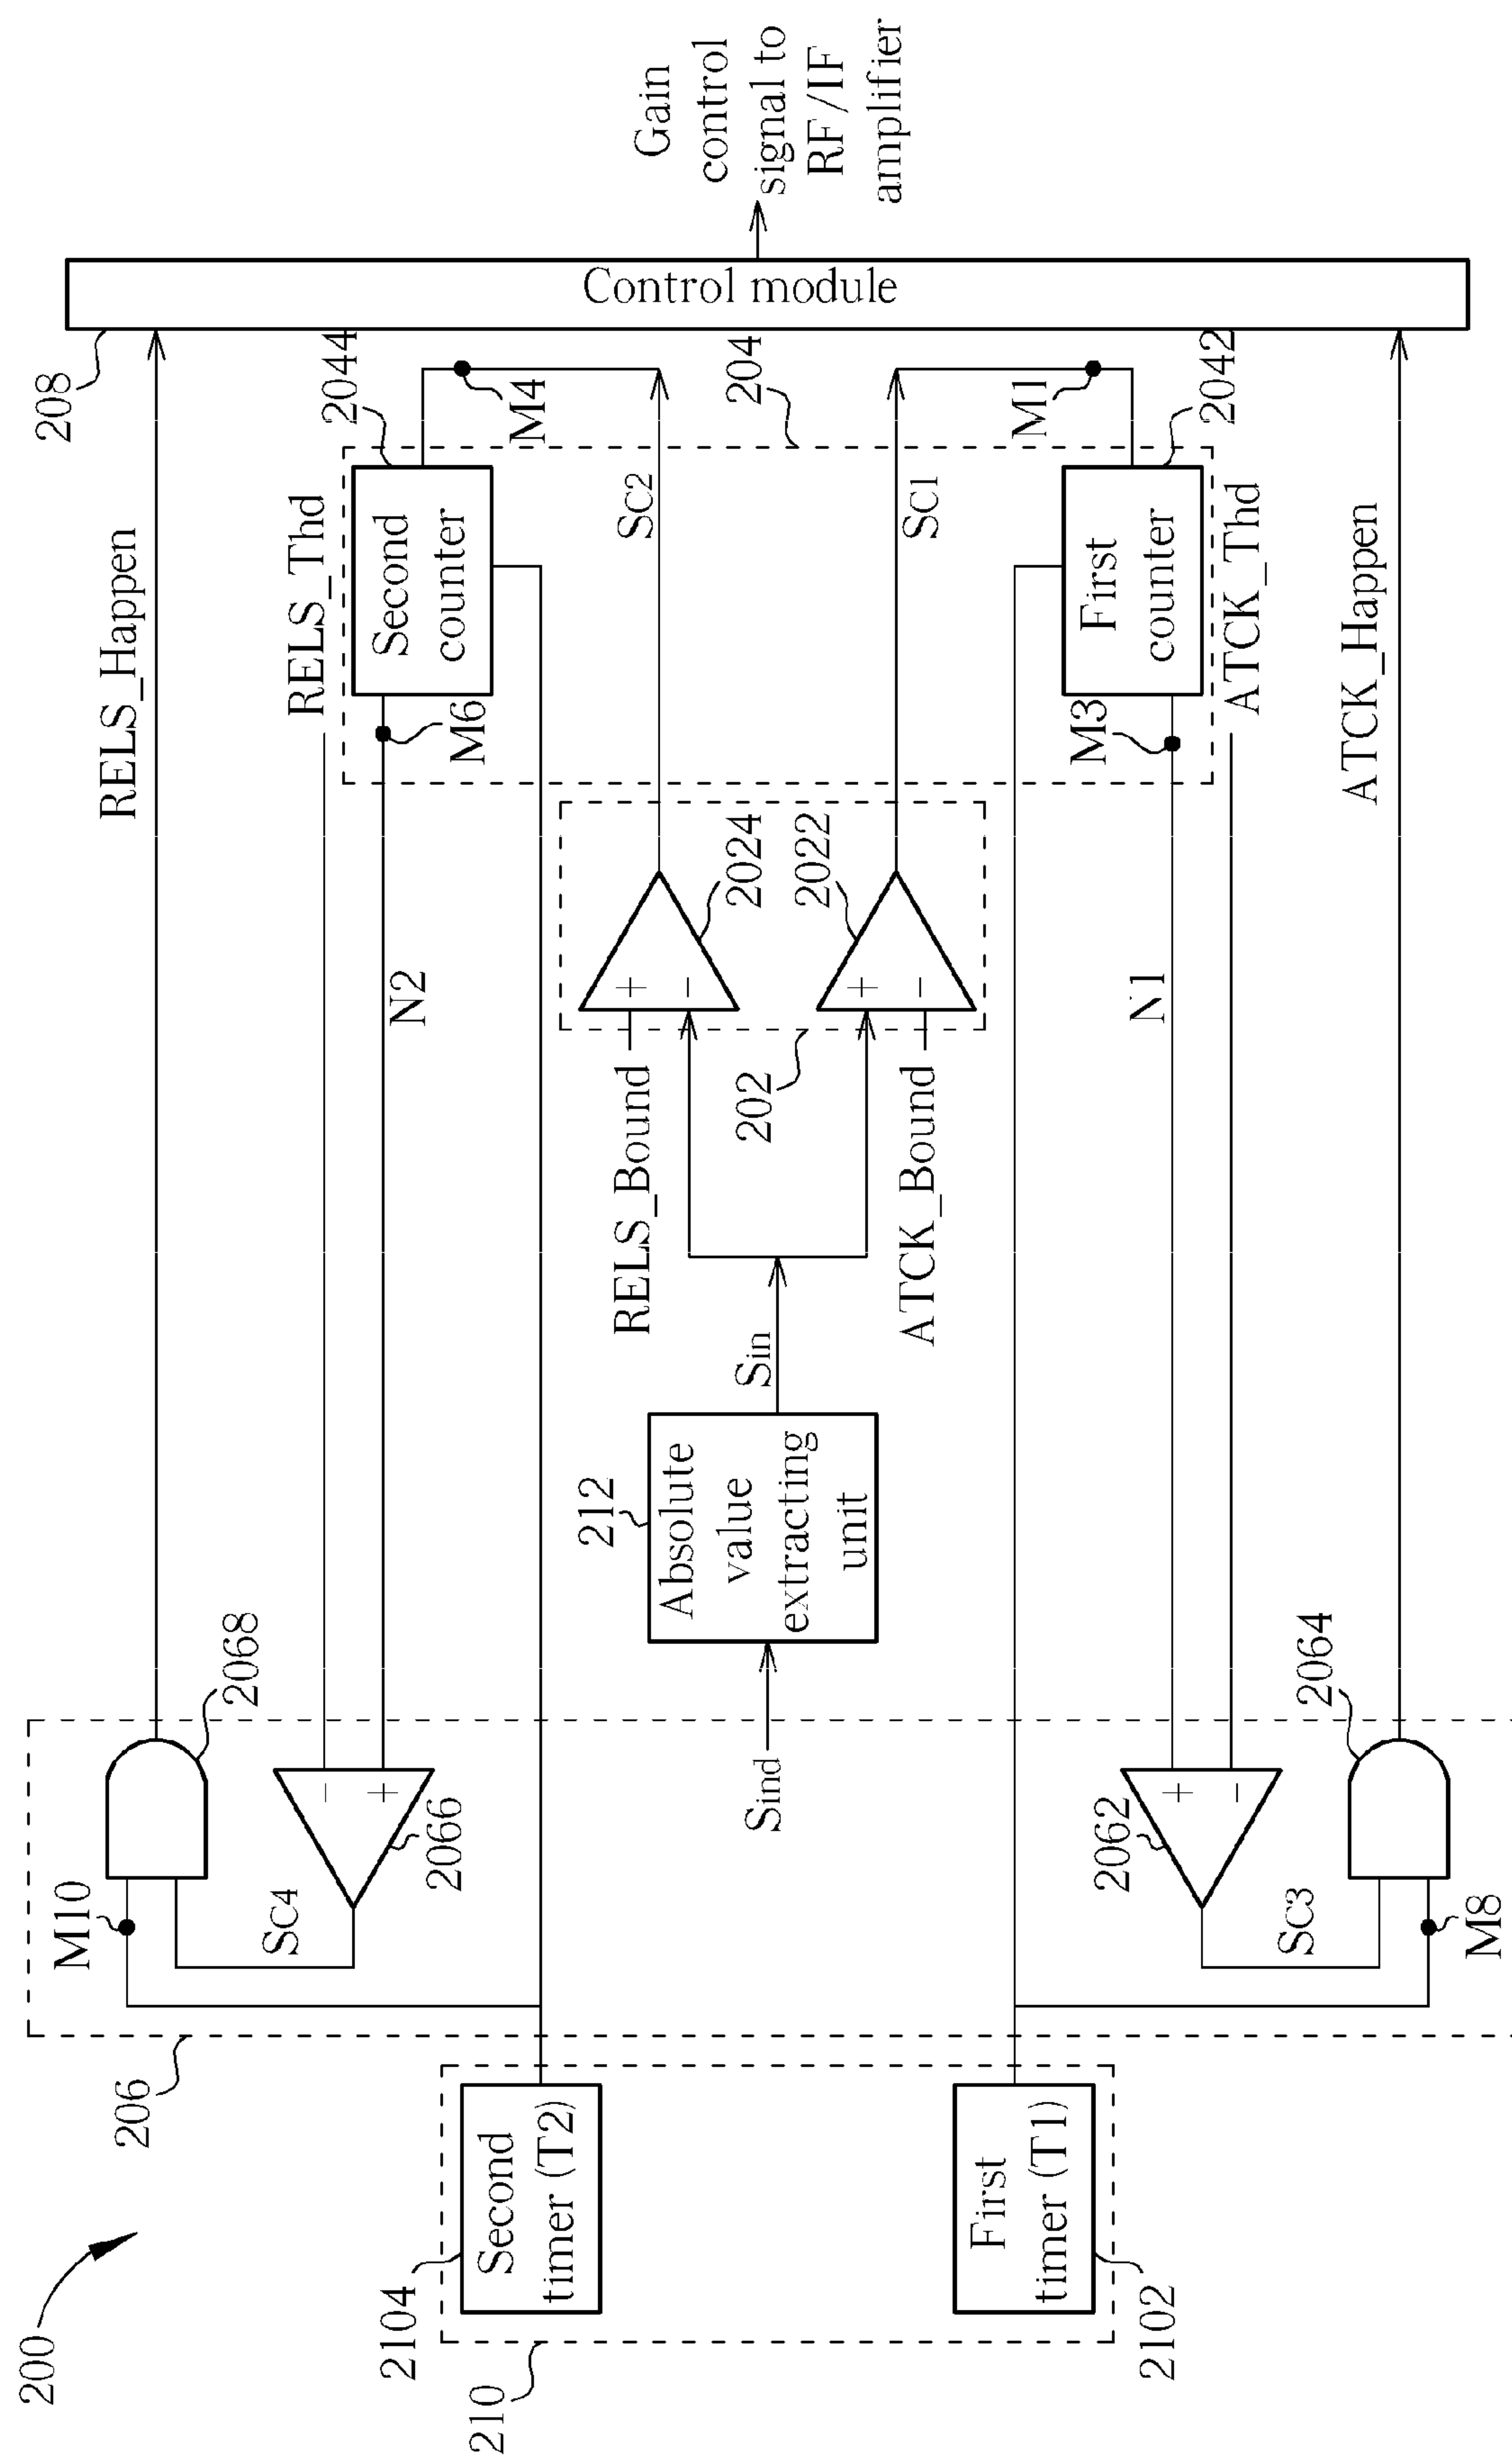 200
206
M10
SC4
2068
2066
RELS_Happen
RELS_Thd
N2
M6
2044
Second
counter
M4
208
Control module
Gain
control
signal to
RF/IF
amplifier
2104
210
Second
timer (T2)
First
timer (T1)
2102
Sind
212
Absolute
value
extracting
unit
Sin
RELS_Bound
202
ATCK_Bound
+
−
2024
2022
+
−
SC2
204
SC1
M1
2042
First
counter
M3
N1
ATCK_Thd
ATCK_Happen
−
+
+
−
2062
2064
SC3
M8